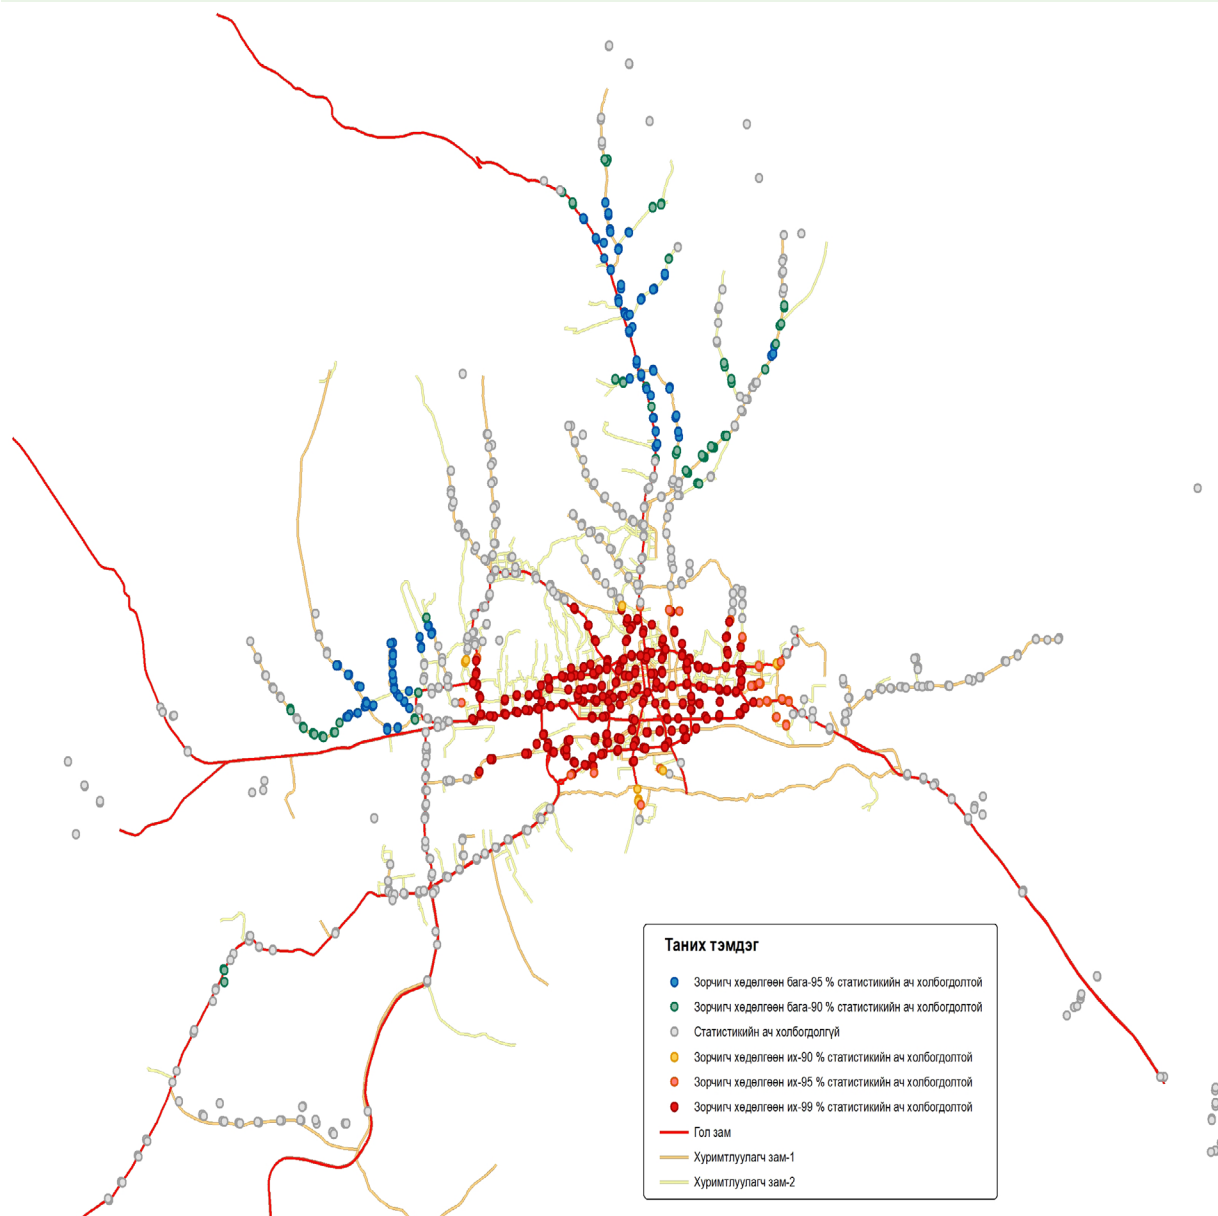 Таних тэмдэг
Зорчигч хөдөлгөөн бага-95 % статистикийн ач холбогдолтой
Зорчигч хөдөлгөөн бага-90 % статистикийн ач холбогдолтой
Статистикийн ач холбогдолгүй
Зорчигч хөдөлгөөн их-90 % статистикийн ач холбогдолтой
Зорчигч хөдөлгөөн их-95 % статистикийн ач холбогдолтой
Зорчигч хөдөлгөөн их-99 % статистикийн ач холбогдолтой
Гол зам
Хуримтлуулагч зам-1
Хуримтлуулагч зам-2